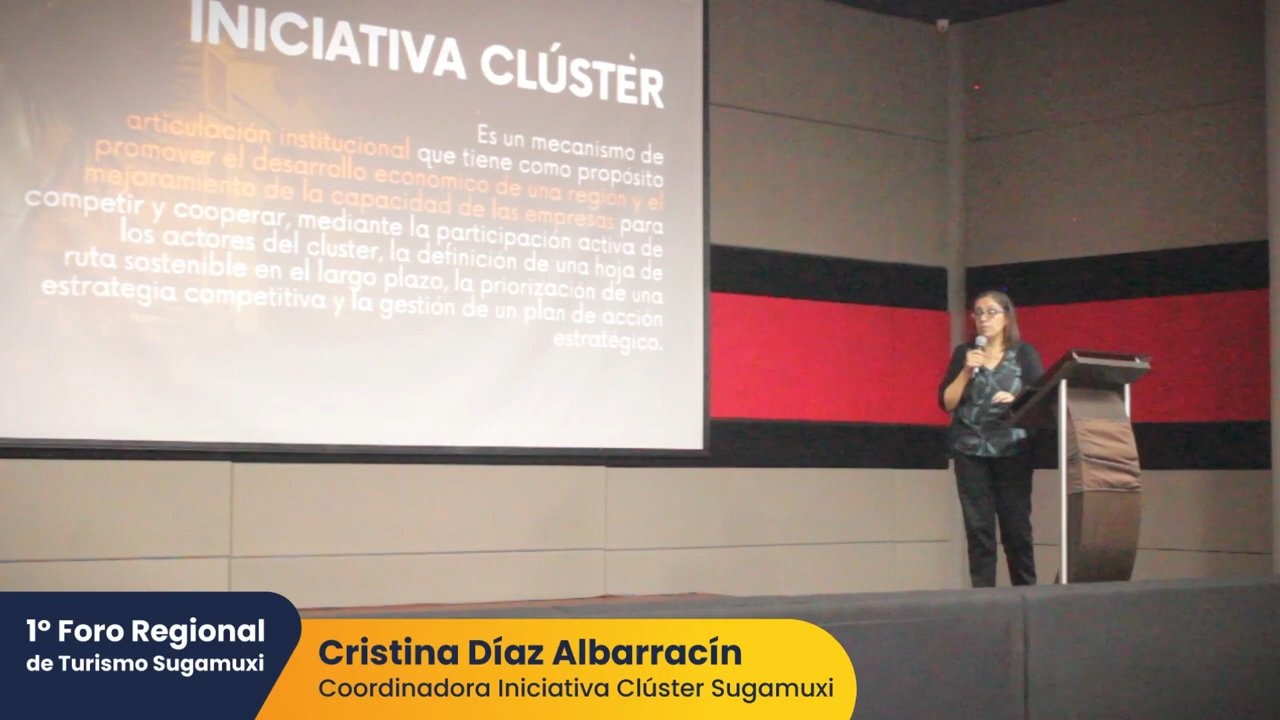 INICIATIVA CLÚSTER
Es un mecanismo de
articulación institucional que tiene como propósito
promover el desarrollo económico de una región y el
mejoramiento de la capacidad de las empresas para
competir y cooperar, mediante la participación activa de
los actores del cluster, la definición de una hoja de
ruta sostenible en el largo plazo, la priorización de una
estrategia competitiva y la gestión de un plan de acción
estratégico.
1º Foro Regional
de Turismo Sugamuxi
Cristina Díaz Albarracín
Coordinadora Iniciativa Clúster Sugamuxi